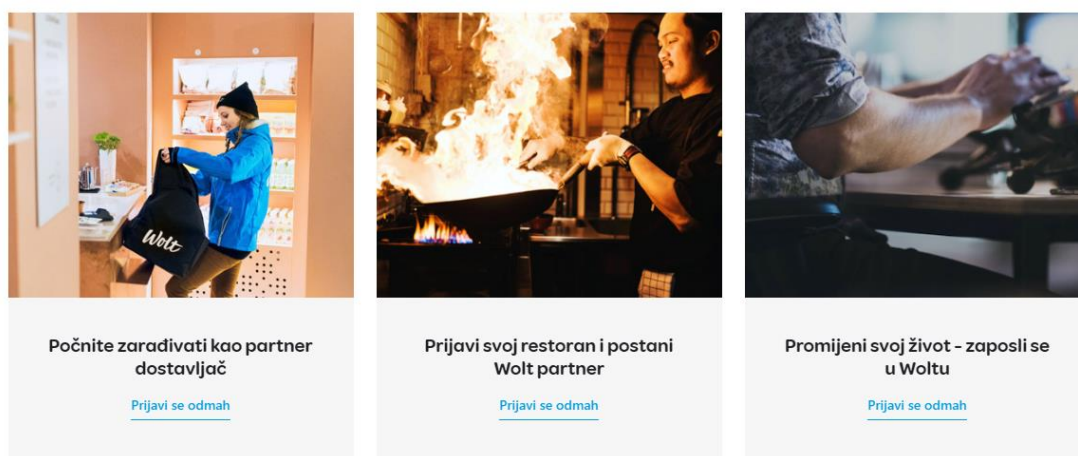 Wolt
Počnite zarađivati kao partner
dostavljač
Prijavi se odmah
Prijavi svoj restoran i postani
Wolt partner
Prijavi se odmah
Promijeni svoj život - zaposli se
u Woltu
Prijavi se odmah